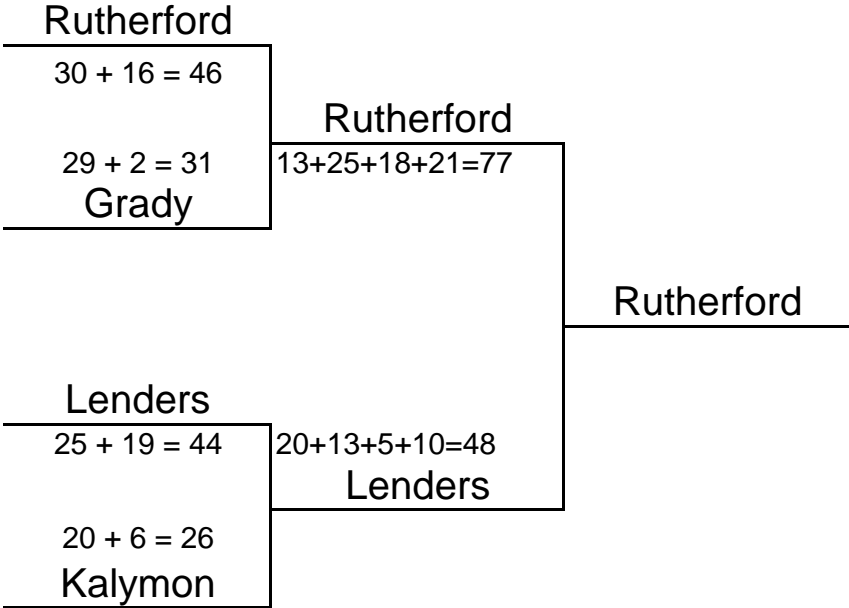 Rutherford
30 + 16 = 46
Rutherford
29 + 2 = 31
13+25+18+21=77
Grady
Rutherford
Lenders
25 + 19 = 44
20+13+5+10=48
Lenders
20 + 6 = 26
Kalymon